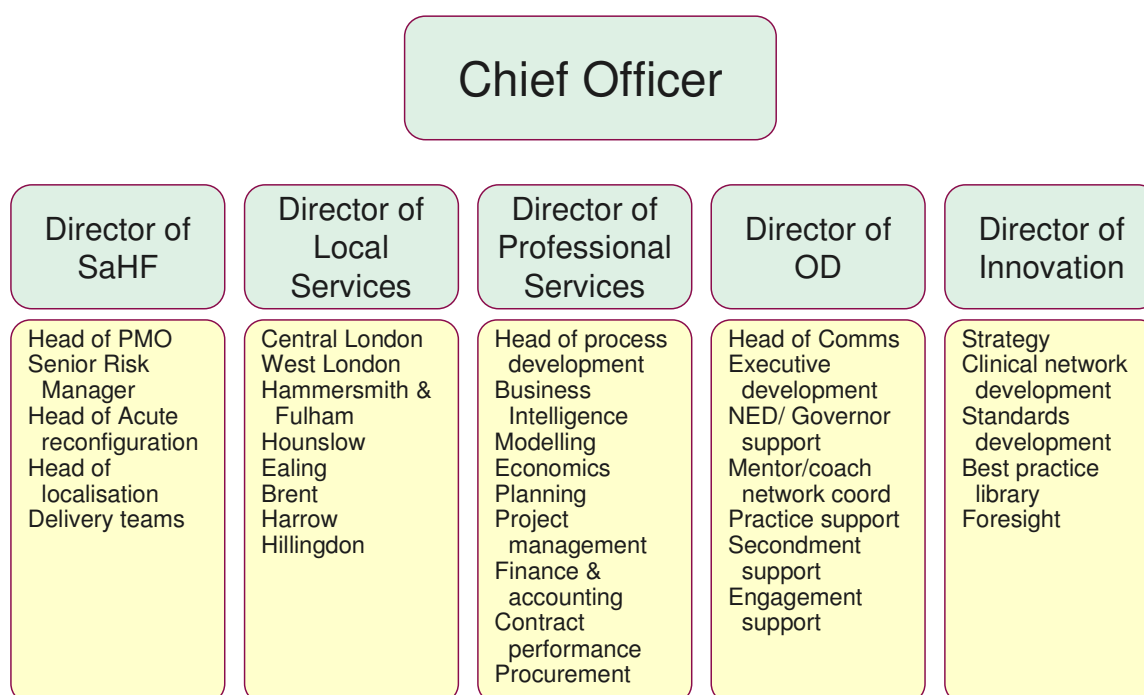 Chief Officer
Director of
SaHF
Director of
Local
Services
Director of
Professional
Services
Director of
OD
Director of
Innovation
Head of PMO
Senior Risk
Manager
Head of Acute
reconfiguration
Head of
localisation
Delivery teams
Central London
West London
Hammersmith &
Fulham
Hounslow
Ealing
Brent
Harrow
Hillingdon
Head of process
development
Business
Intelligence
Modelling
Economics
Planning
Project
management
Finance &
accounting
Contract
performance
Procurement
Head of Comms
Executive
development
NED/ Governor
support
Mentor/coach
network coord
Practice support
Secondment
support
Engagement
support
Strategy
Clinical network
development
Standards
development
Best practice
library
Foresight